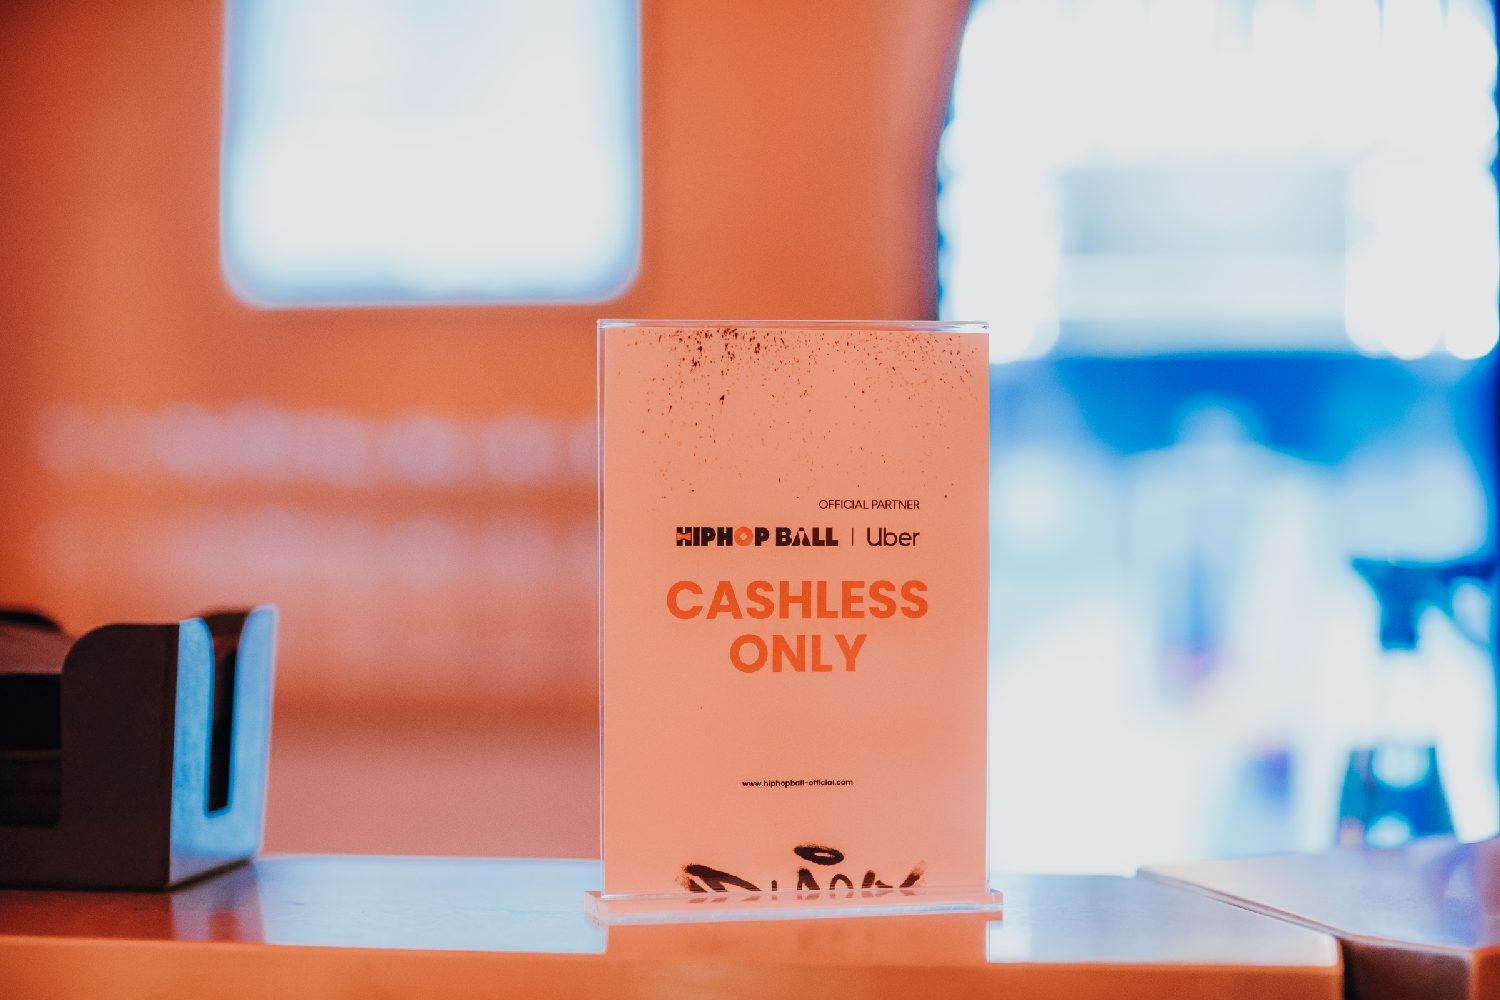 OFFICIAL PARTNER
HIPHOP BALL | Uber
CASHLESS
ONLY
www.hiphopball-official.com